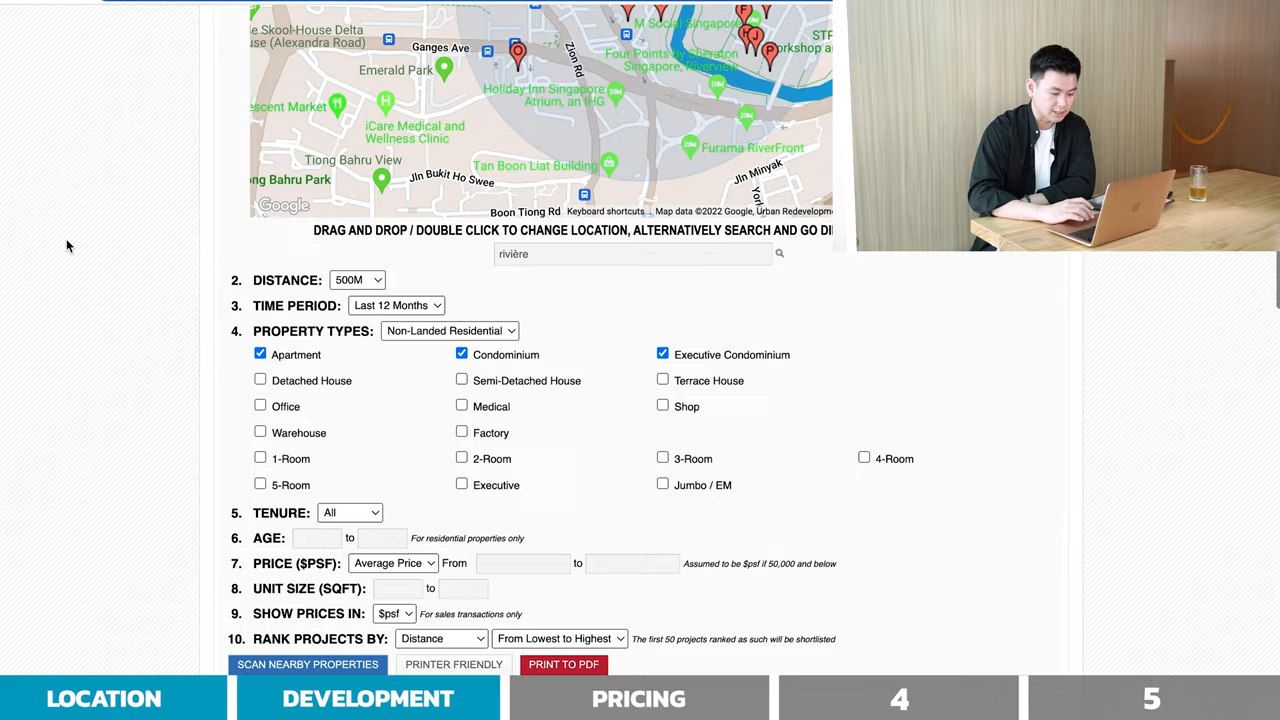 M Social Singapore
le Skool-House Delta
use (Alexandra Road)
Ganges Ave
Zion Rd
F
H
J
P
O
STP
orkshop a
Four Points by Sheraton
Singapore, Riverview
Emerald Park
Holiday Inn Singapore
Atrium, an IHG
escent Market
iCare Medical and
Wellness Clinic
Furama RiverFront
Tiong Bahru View
Tan Boon Liat Building
Jln Minyak
ong Bahru Park
Jln Bukit Ho Swee
York
Google
Boon Tiong Rd
Keyboard shortcuts
Map data ©2022 Google, Urban Redevelopme
DRAG AND DROP / DOUBLE CLICK TO CHANGE LOCATION, ALTERNATIVELY SEARCH AND GO DI
rivière
2. DISTANCE: 500M
3. TIME PERIOD: Last 12 Months
4. PROPERTY TYPES: Non-Landed Residential
Apartment Condominium Executive Condominium
Detached House Semi-Detached House Terrace House
Office Medical Shop
Warehouse Factory
1-Room 2-Room 3-Room 4-Room
5-Room Executive Jumbo / EM
5. TENURE: All
6. AGE: to For residential properties only
7. PRICE ($PSF): Average Price From to Assumed to be $psf if 50,000 and below
8. UNIT SIZE (SQFT): to
9. SHOW PRICES IN: $psf For sales transactions only
10. RANK PROJECTS BY: Distance From Lowest to Highest The first 50 projects ranked as such will be shortlisted
SCAN NEARBY PROPERTIES PRINTER FRIENDLY PRINT TO PDF
LOCATION DEVELOPMENT PRICING 4 5